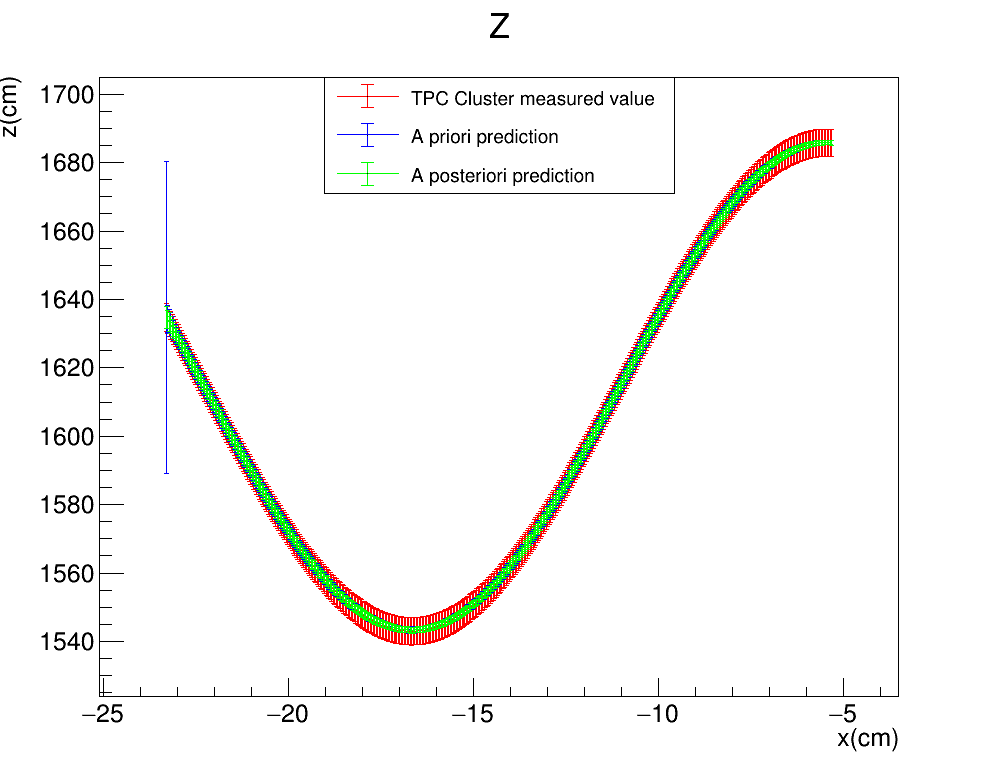 Z
z(cm)
1700
1680
1660
1640
1620
1600
1580
1560
1540
TPC Cluster measured value
A priori prediction
A posteriori prediction
−25
−20
−15
−10
−5
x(cm)